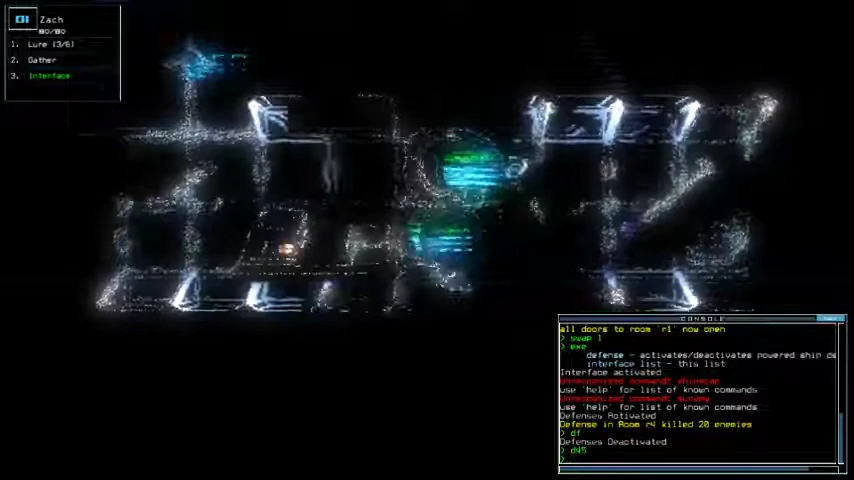 Zach
80/80
1. Lure (3/6)
2. Gather
3. Interface
CONSOLE
all doors to room 'r1' now open
> swap 1
> exe
defense - activates/deactivates powered ship de
interface list - this list
Interface activated
Unrecognized command:
use 'help' for list of known commands
Unrecognized command: survey
use 'help' for list of known commands
Defenses Activated
Defense in Room r4 killed 20 enemies
> df
Defenses Deactivated
> d45
>